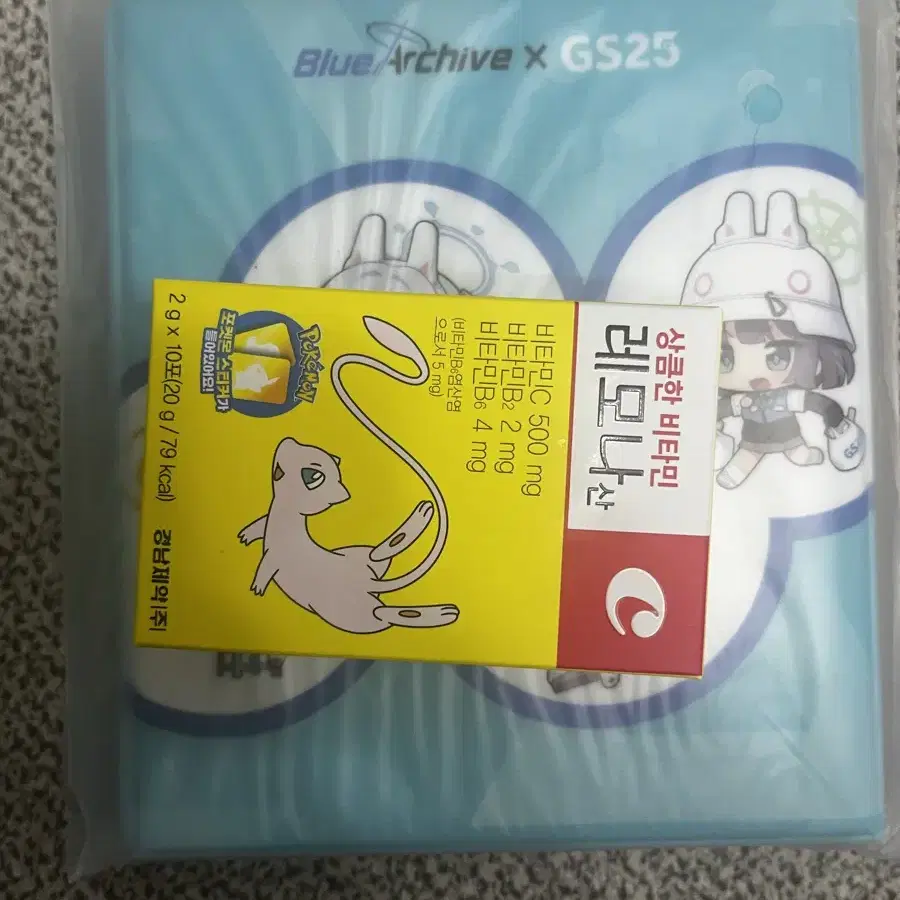 Blue Archive × GS25
상큼한 비타민
레모나산
비타민C 500 mg
비타민B₂ 2 mg
비타민B₆ 4 mg
(비타민B₆염산염
으로서 5 mg)
POKÉMON
포켓몬 스티커가
들어있어요!
2 g x 10포(20 g / 79 kcal)
경남제약(주)
GS